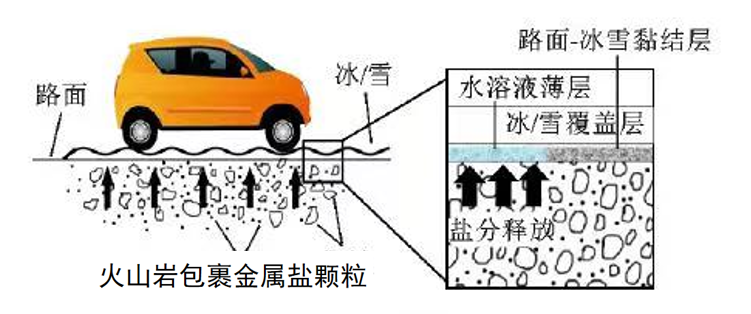 路面-冰雪黏结层
冰/雪
路面
水溶液薄层
冰/雪覆盖层
盐分释放
火山岩包裹金属盐颗粒